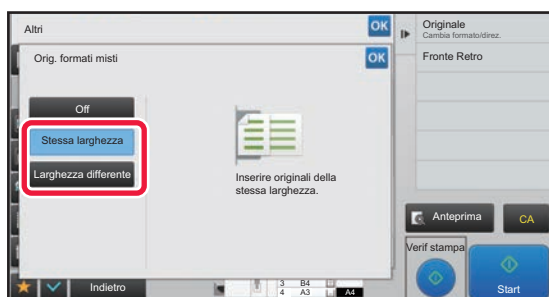 Altri
OK
Orig. formati misti
OK
Off
Stessa larghezza
Larghezza differente
Inserire originali della
stessa larghezza.
Indietro
3 B4
4 A3
A4
Originale
Cambia formato/direz.
Fronte Retro
Anteprima
CA
Verif stampa
Start